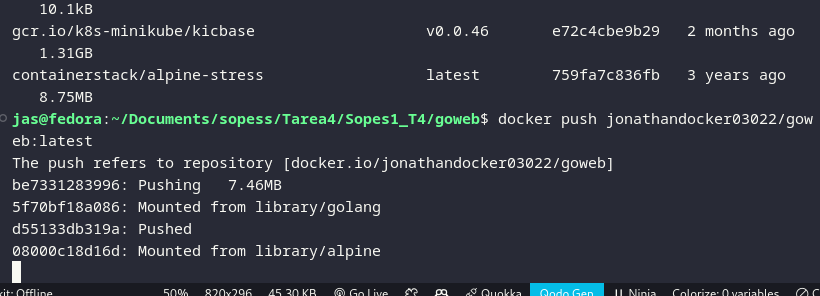 10.1kB
gcr.io/k8s-minikube/kicbase v0.0.46 e72c4cbe9b29 2 months ago
1.31GB
containerstack/alpine-stress latest 759fa7c836fb 3 years ago
8.75MB
jas@fedora:~/Documents/sopess/Tarea4/Sopes1_T4/goweb$ docker push jonathandocker03022/gow
eb:latest
The push refers to repository [docker.io/jonathandocker03022/goweb]
be7331283996: Pushing 7.46MB
5f70bf18a086: Mounted from library/golang
d55133db319a: Pushed
08000c18d16d: Mounted from library/alpine
kit: Offline 50% 820x296 45.30 KB Go Live Quokka Qodo Gen Ninja Colorize: 0 variables